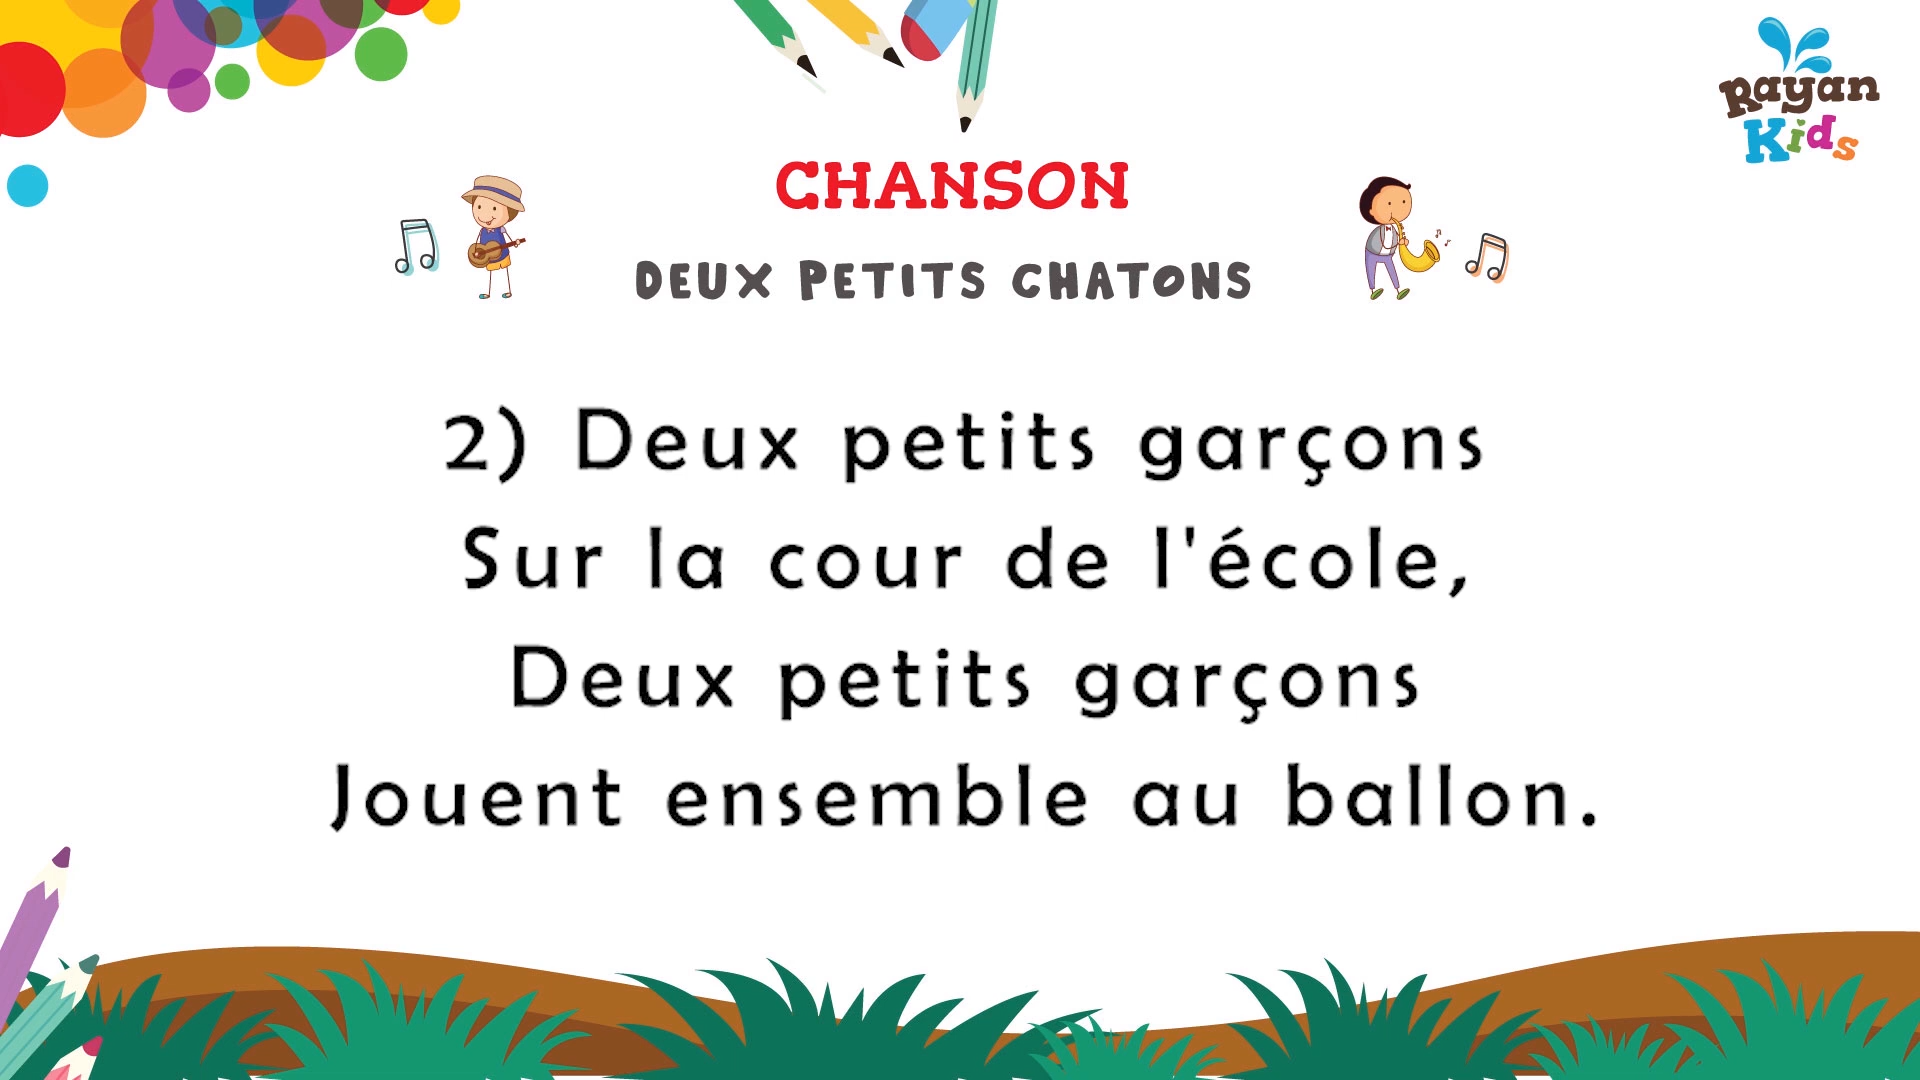 Rayan
Kids
CHANSON
DEUX PETITS CHATONS
2) Deux petits garçons
Sur la cour de l'école,
Deux petits garçons
Jouent ensemble au ballon.